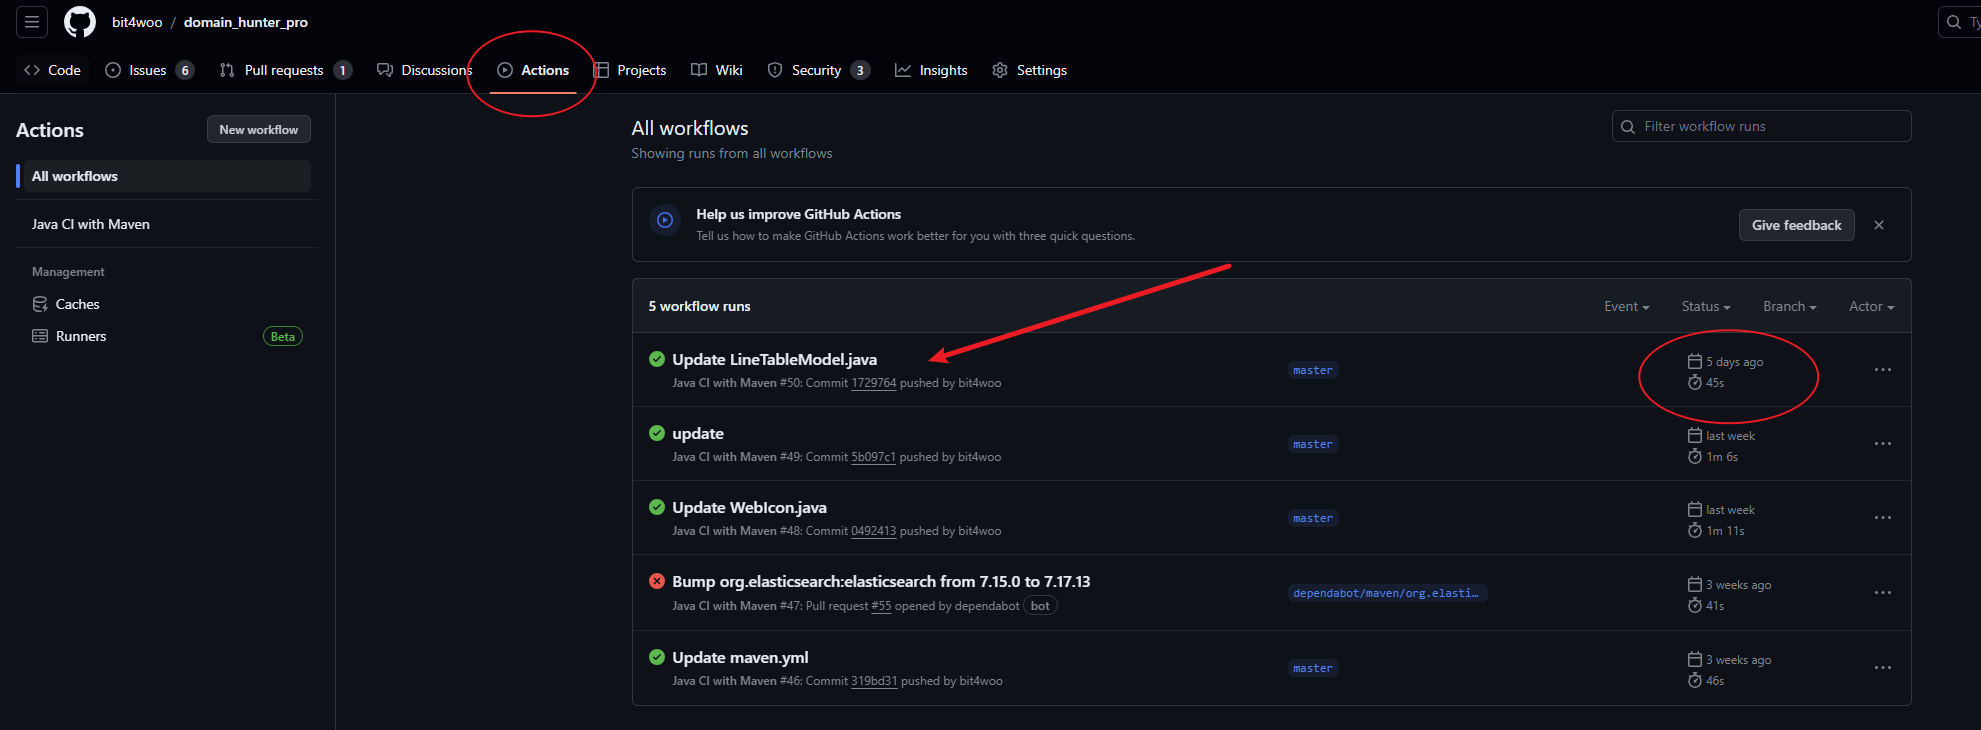 bit4woo / domain_hunter_pro
Ty
Code
Issues 6
Pull requests 1
Discussions
Actions
Projects
Wiki
Security 3
Insights
Settings
Actions
New workflow
All workflows
Java CI with Maven
Management
Caches
Runners
Beta
All workflows
Showing runs from all workflows
Filter workflow runs
Help us improve GitHub Actions
Tell us how to make GitHub Actions work better for you with three quick questions.
Give feedback
5 workflow runs
Event
Status
Branch
Actor
Update LineTableModel.java
Java CI with Maven #50: Commit 1729764 pushed by bit4woo
master
5 days ago
45s
update
Java CI with Maven #49: Commit 5b097c1 pushed by bit4woo
master
last week
1m 6s
Update WebIcon.java
Java CI with Maven #48: Commit 0492413 pushed by bit4woo
master
last week
1m 11s
Bump org.elasticsearch:elasticsearch from 7.15.0 to 7.17.13
Java CI with Maven #47: Pull request #55 opened by dependabot bot
dependabot/maven/org.elasti…
3 weeks ago
41s
Update maven.yml
Java CI with Maven #46: Commit 319bd31 pushed by bit4woo
master
3 weeks ago
46s